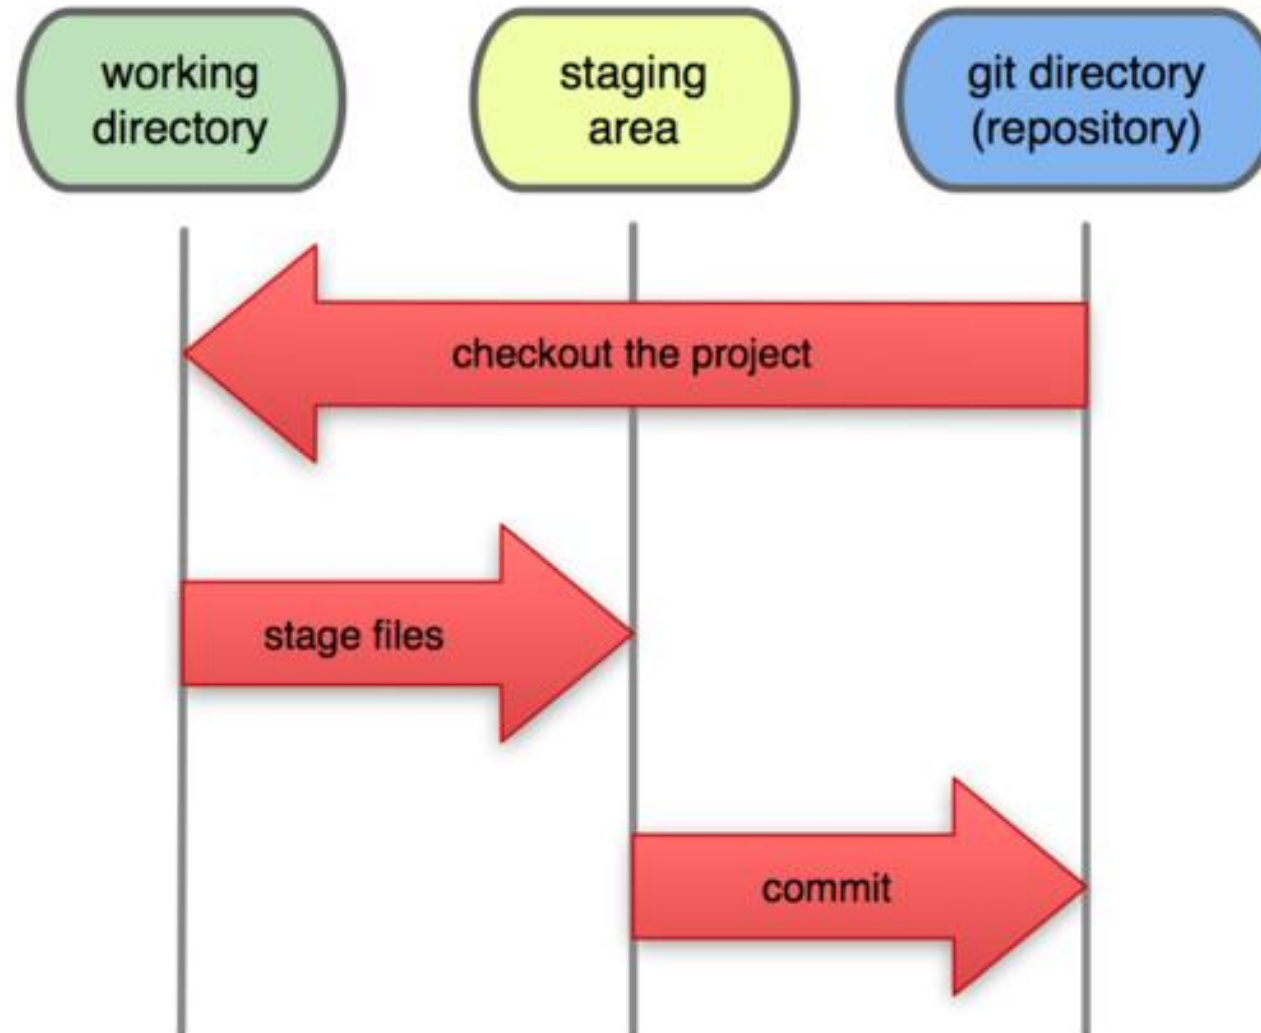 working
directory
staging
area
git directory
(repository)
checkout the project
stage files
commit